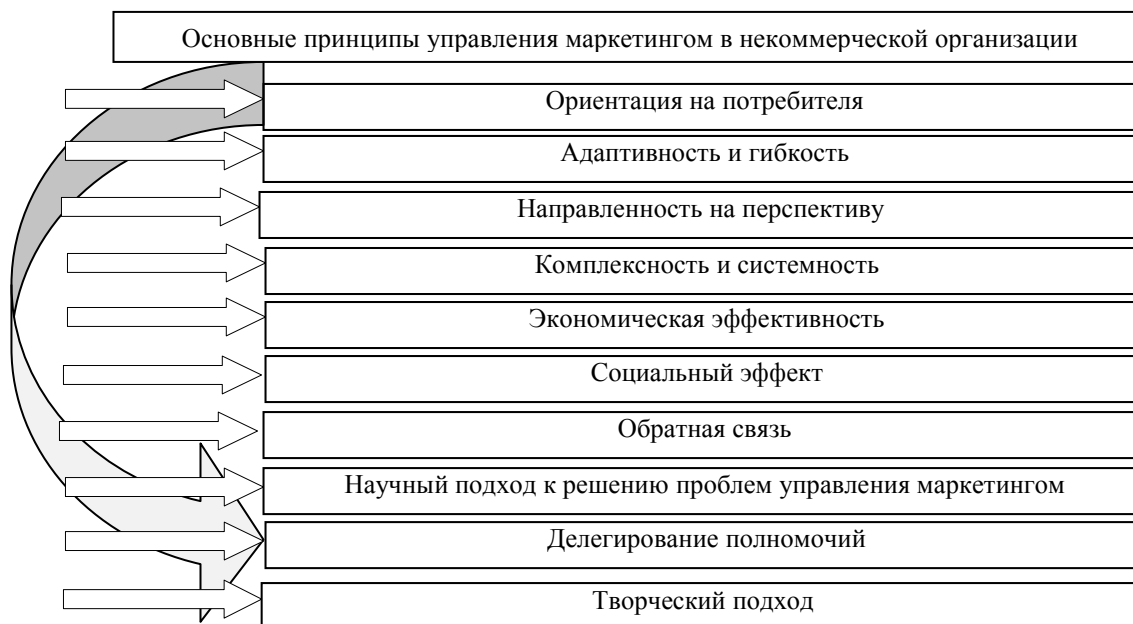 Основные принципы управления маркетингом в некоммерческой организации
Ориентация на потребителя
Адаптивность и гибкость
Направленность на перспективу
Комплексность и системность
Экономическая эффективность
Социальный эффект
Обратная связь
Научный подход к решению проблем управления маркетингом
Делегирование полномочий
Творческий подход